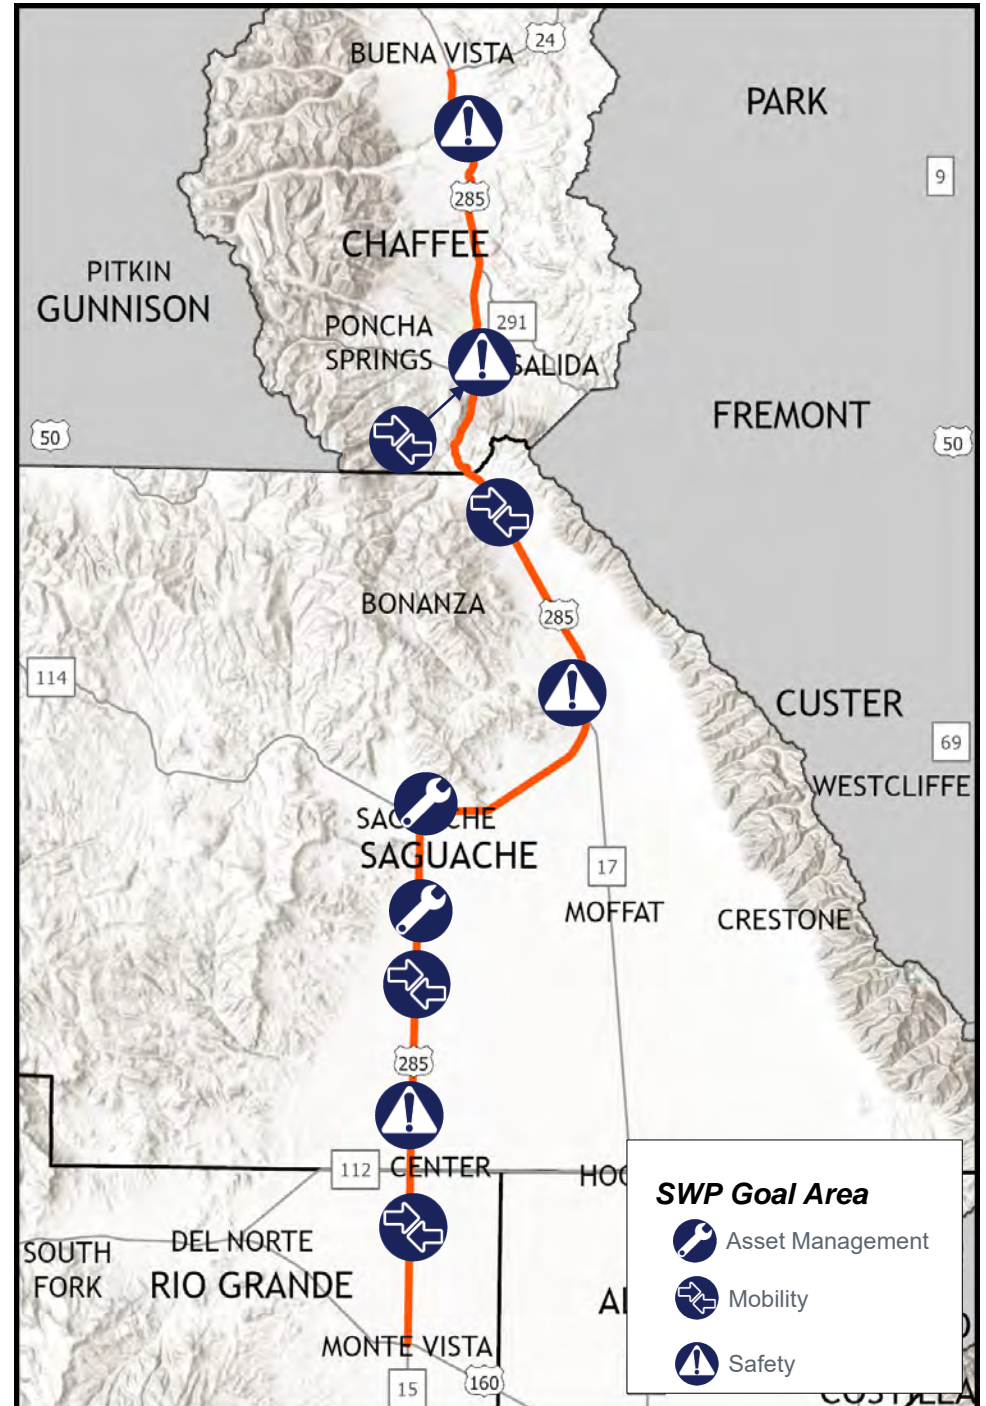 BUENA VISTA
24
PARK
9
285
CHAFFEE
PITKIN
GUNNISON
PONCHA
SPRINGS
291
SALIDA
FREMONT
50
50
BONANZA
285
114
CUSTER
69
WESTCLIFFE
SAGUACHE
17
MOFFAT
CRESTONE
285
112
CENTER
SWP Goal Area
Asset Management
Mobility
Safety
DEL NORTE
SOUTH
FORK
RIO GRANDE
MONTE VISTA
15
160